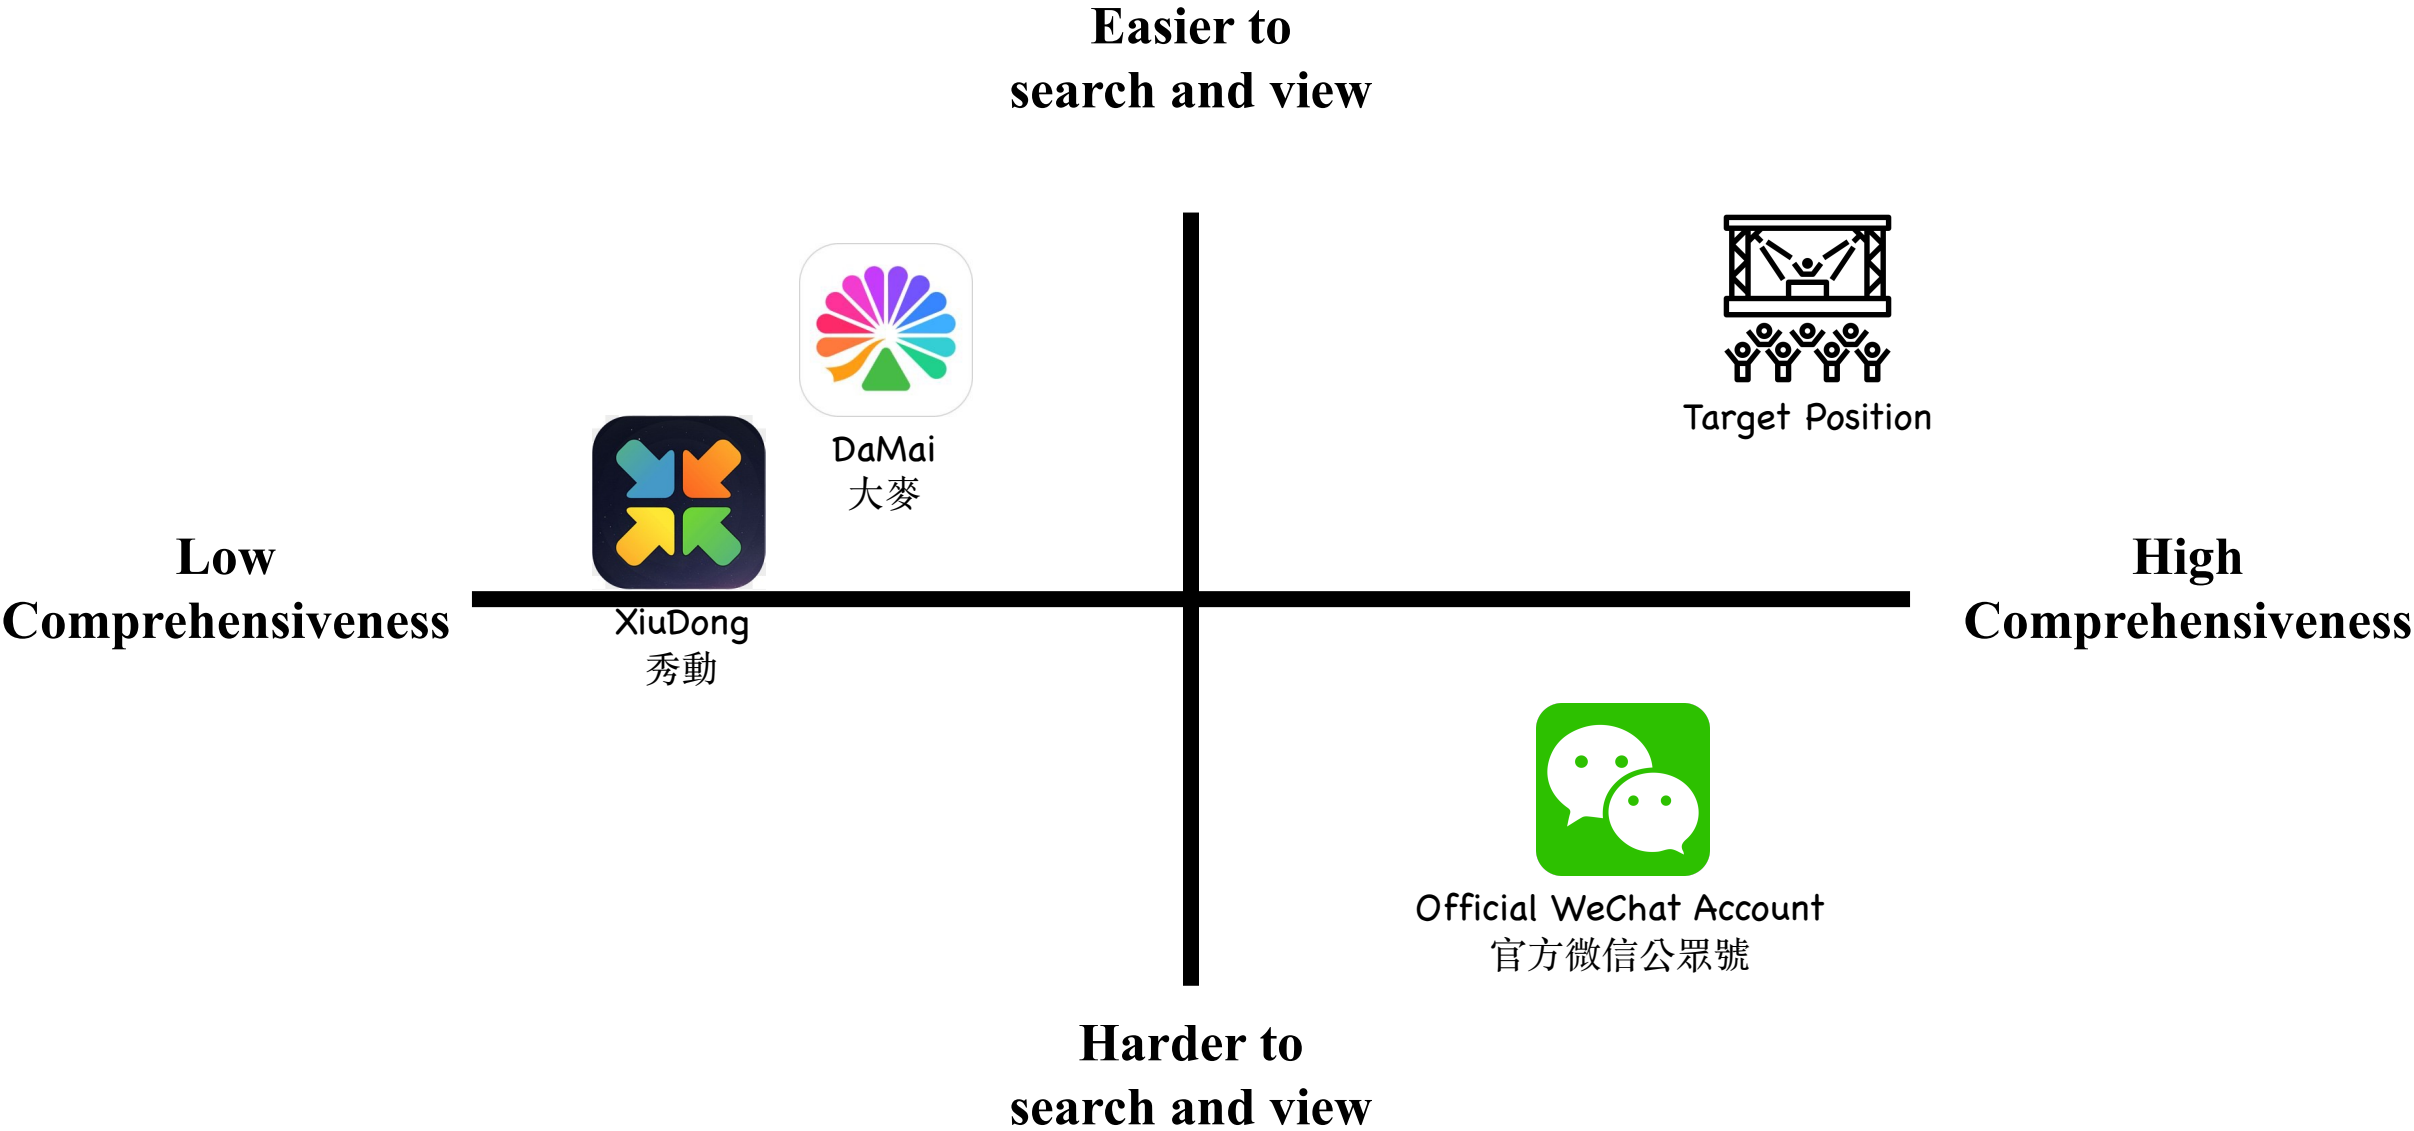 Easier to
search and view
Target Position
DaMai
大麥
Low
Comprehensiveness
High
Comprehensiveness
XiuDong
秀動
Official WeChat Account
官方微信公眾號
Harder to
search and view